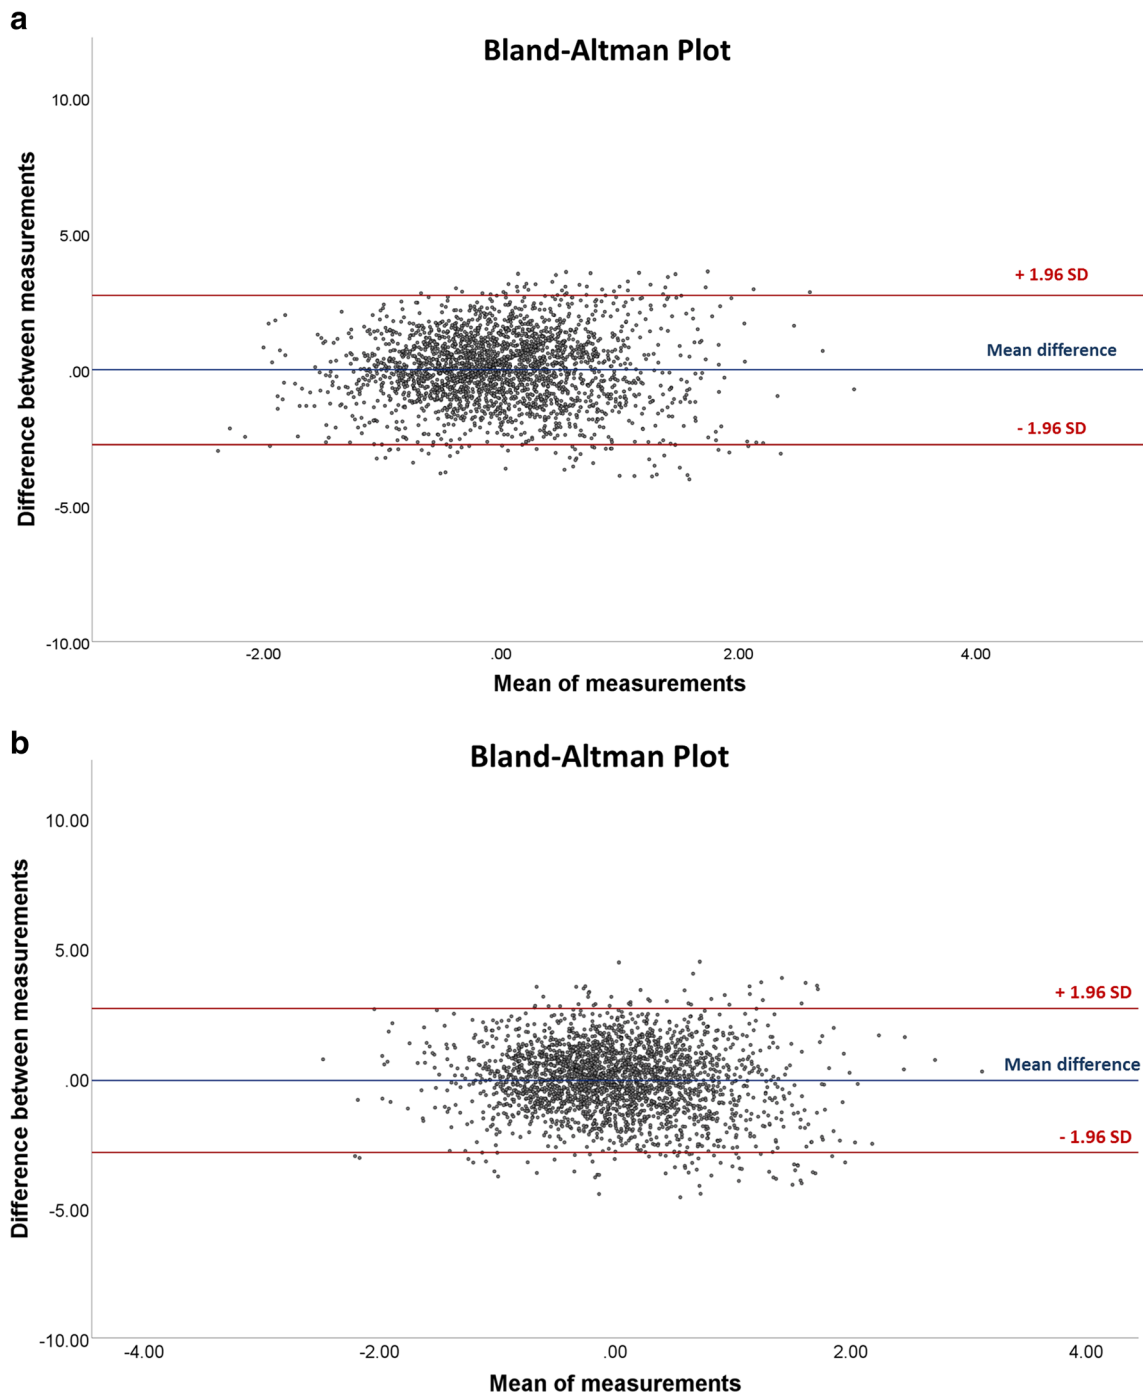 a
Bland-Altman Plot
Difference between measurements
10.00
5.00
.00
-5.00
-10.00
+ 1.96 SD
Mean difference
- 1.96 SD
-2.00 .00 2.00 4.00
Mean of measurements
b
Bland-Altman Plot
Difference between measurements
10.00
5.00
.00
-5.00
-10.00
+ 1.96 SD
Mean difference
- 1.96 SD
-4.00 -2.00 .00 2.00 4.00
Mean of measurements